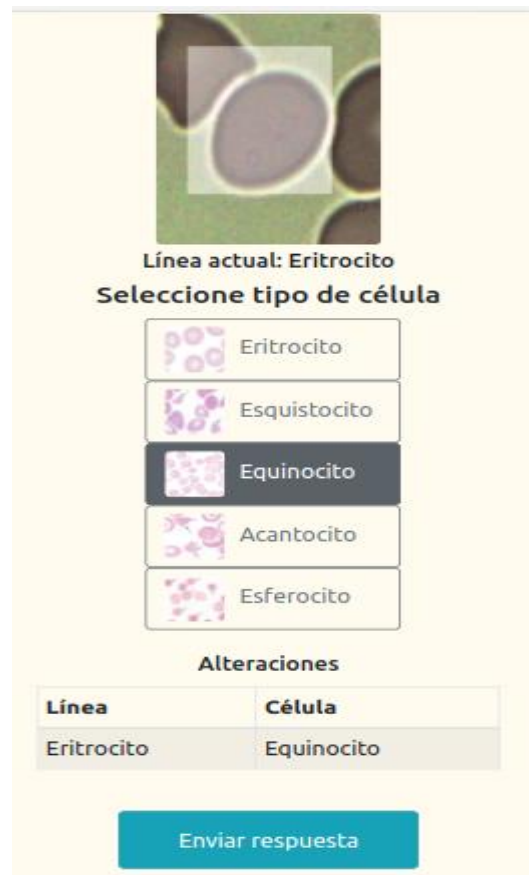 Línea actual: Eritrocito
Seleccione tipo de célula
Eritrocito
Esquistocito
Equinocito
Acantocito
Esferocito
Alteraciones
Línea Célula
Eritrocito Equinocito
Enviar respuesta